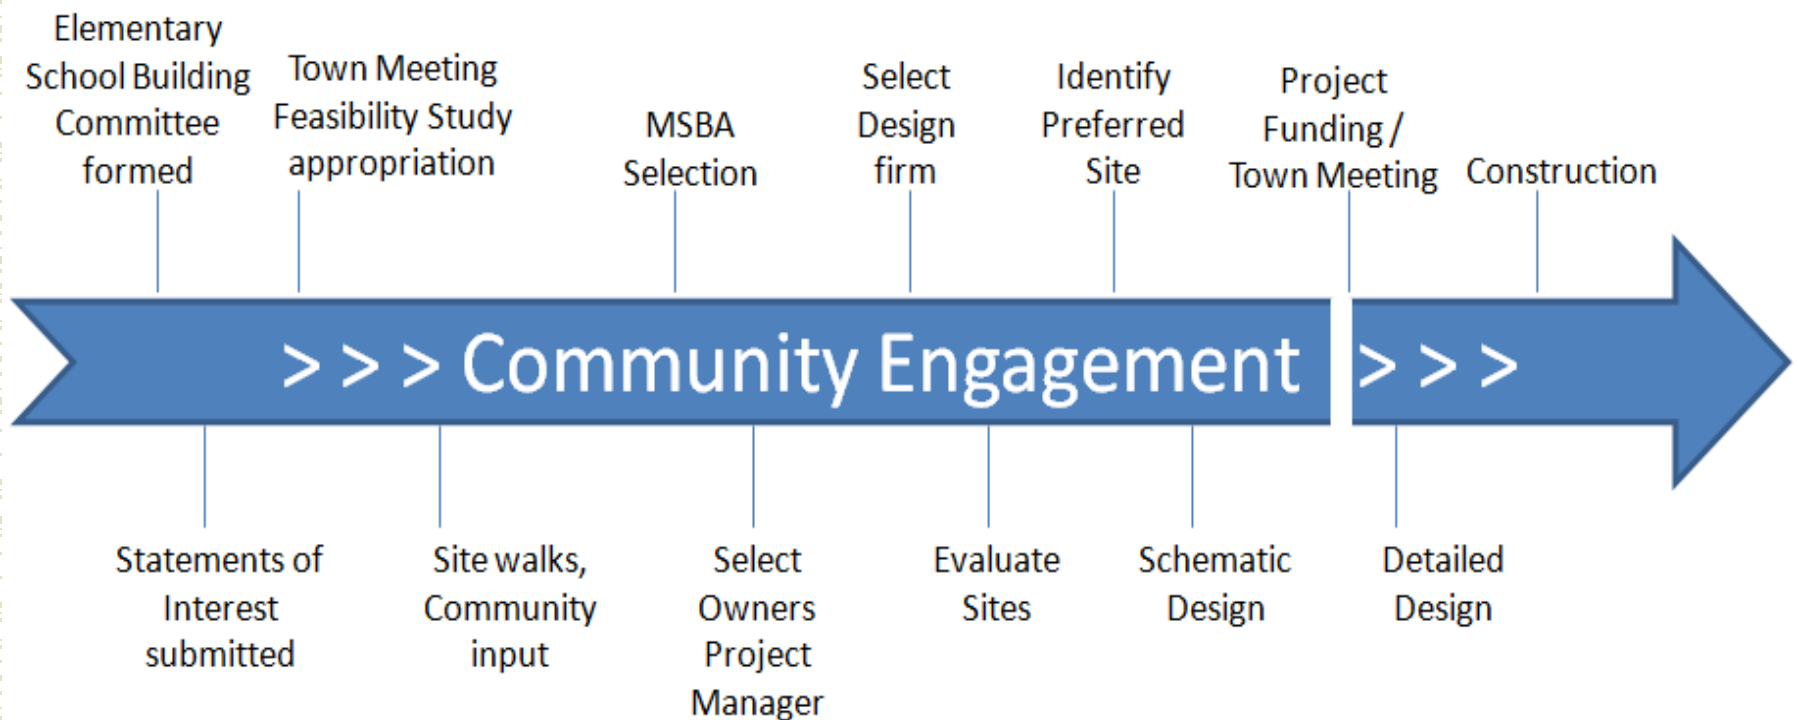 Elementary
School Building
Committee
formed
Town Meeting
Feasibility Study
appropriation
MSBA
Selection
Select
Design
firm
Identify
Preferred
Site
Project
Funding /
Town Meeting
Construction
> > > Community Engagement > > >
Statements of
Interest
submitted
Site walks,
Community
input
Select
Owners
Project
Manager
Evaluate
Sites
Schematic
Design
Detailed
Design